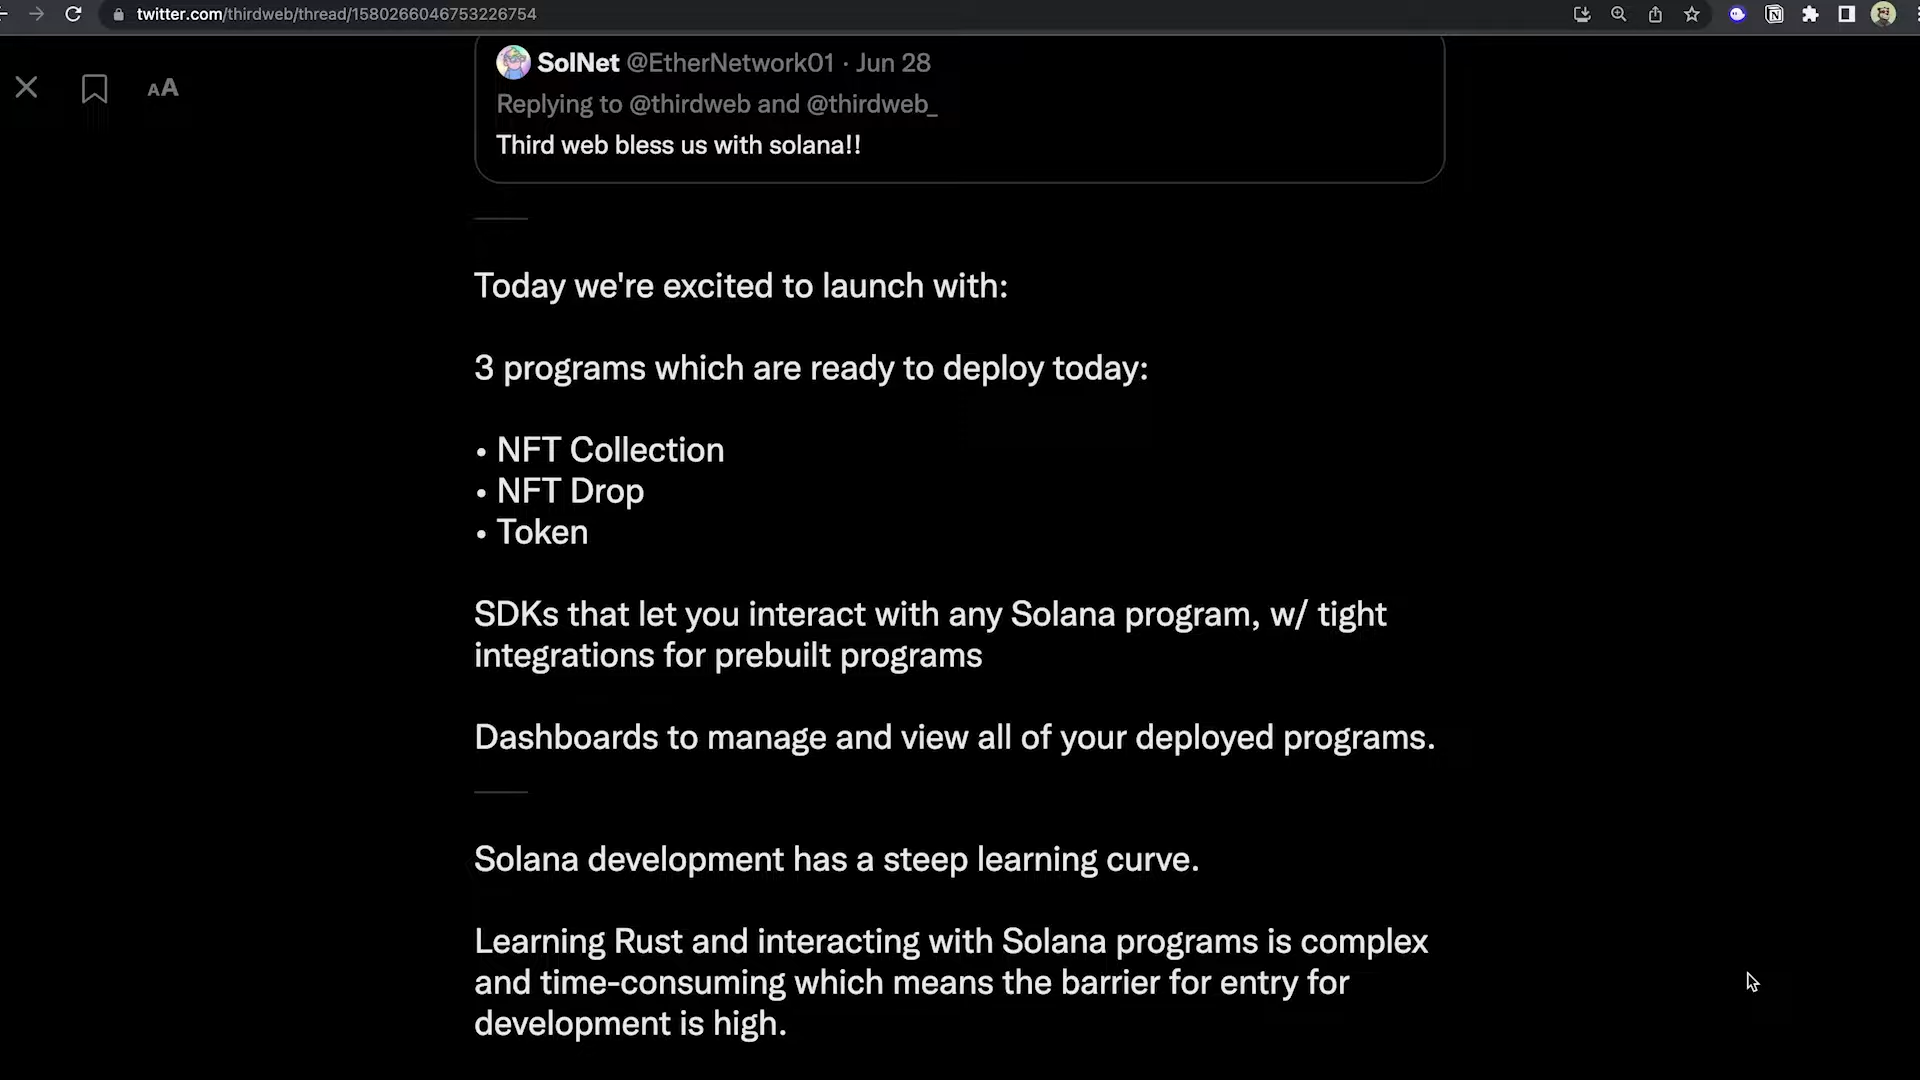 twitter.com/thirdweb/thread/1580266046753226754
SolNet @EtherNetwork01 · Jun 28
AA
Replying to @thirdweb and @thirdweb_
Third web bless us with solana!!
Today we're excited to launch with:
3 programs which are ready to deploy today:
• NFT Collection
• NFT Drop
• Token
SDKs that let you interact with any Solana program, w/ tight
integrations for prebuilt programs
Dashboards to manage and view all of your deployed programs.
Solana development has a steep learning curve.
Learning Rust and interacting with Solana programs is complex
and time-consuming which means the barrier for entry for
development is high.